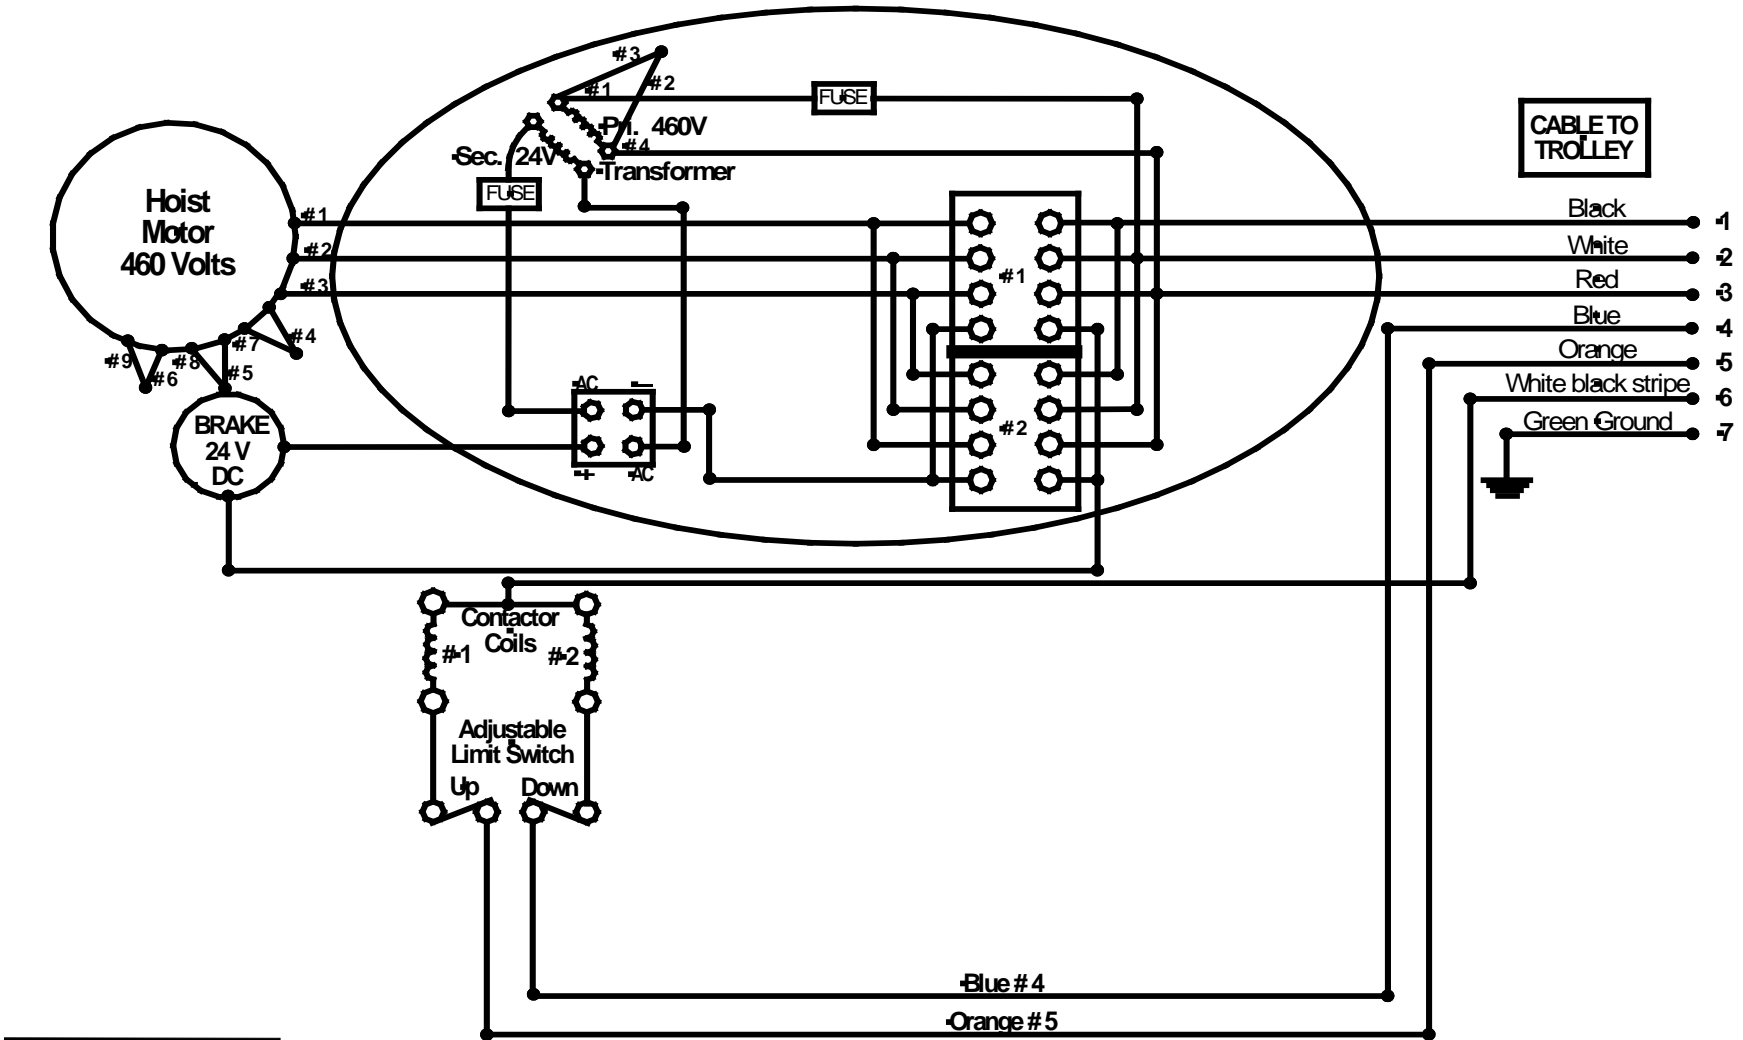 #3
#2
#1
FUSE
Pri. 460V
#4
Sec. 24V
Transformer
FUSE
CABLE TO
TROLLEY
Hoist
Motor
460 Volts
#1
#2
#3
#4
#7
#5
#8
#6
#9
BRAKE
24 V
DC
AC
-
+
AC
#1
#2
Black
1
White
2
Red
3
Blue
4
Orange
5
White black stripe
6
Green Ground
7
Contactor
Coils
#1
#2
Adjustable
Limit Switch
Up
Down
Blue #4
Orange #5